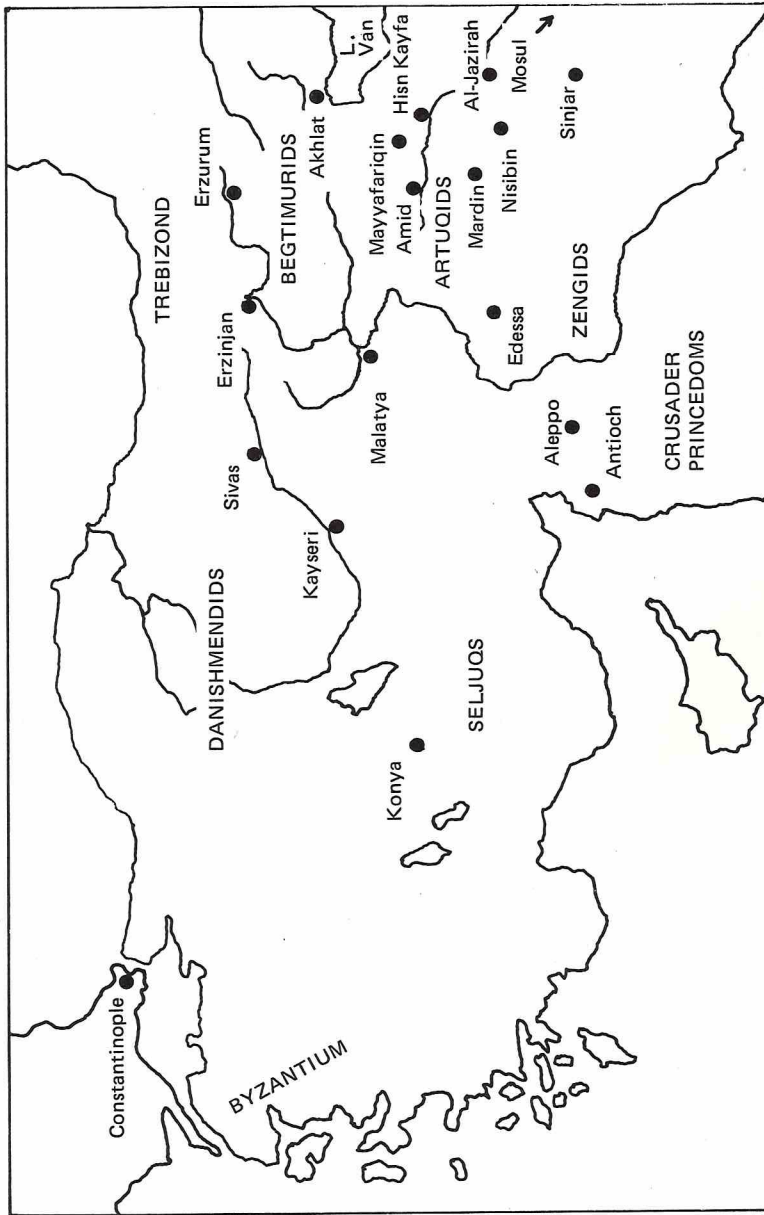 TREBIZOND
Erzurum
L.
Van
BEGTIMURIDS
Akhlat
Erzinjan
Sivas
DANISHMENDIDS
Constantinople
BYZANTIUM
Kayseri
Malatya
Mayyafariqin
Amid
Hisn Kayfa
ARTUQIDS
Mardin
Nisibin
Al-Jazirah
Mosul
Sinjar
Edessa
ZENGIDS
Konya
SELJUQS
Aleppo
Antioch
CRUSADER
PRINCEDOMS